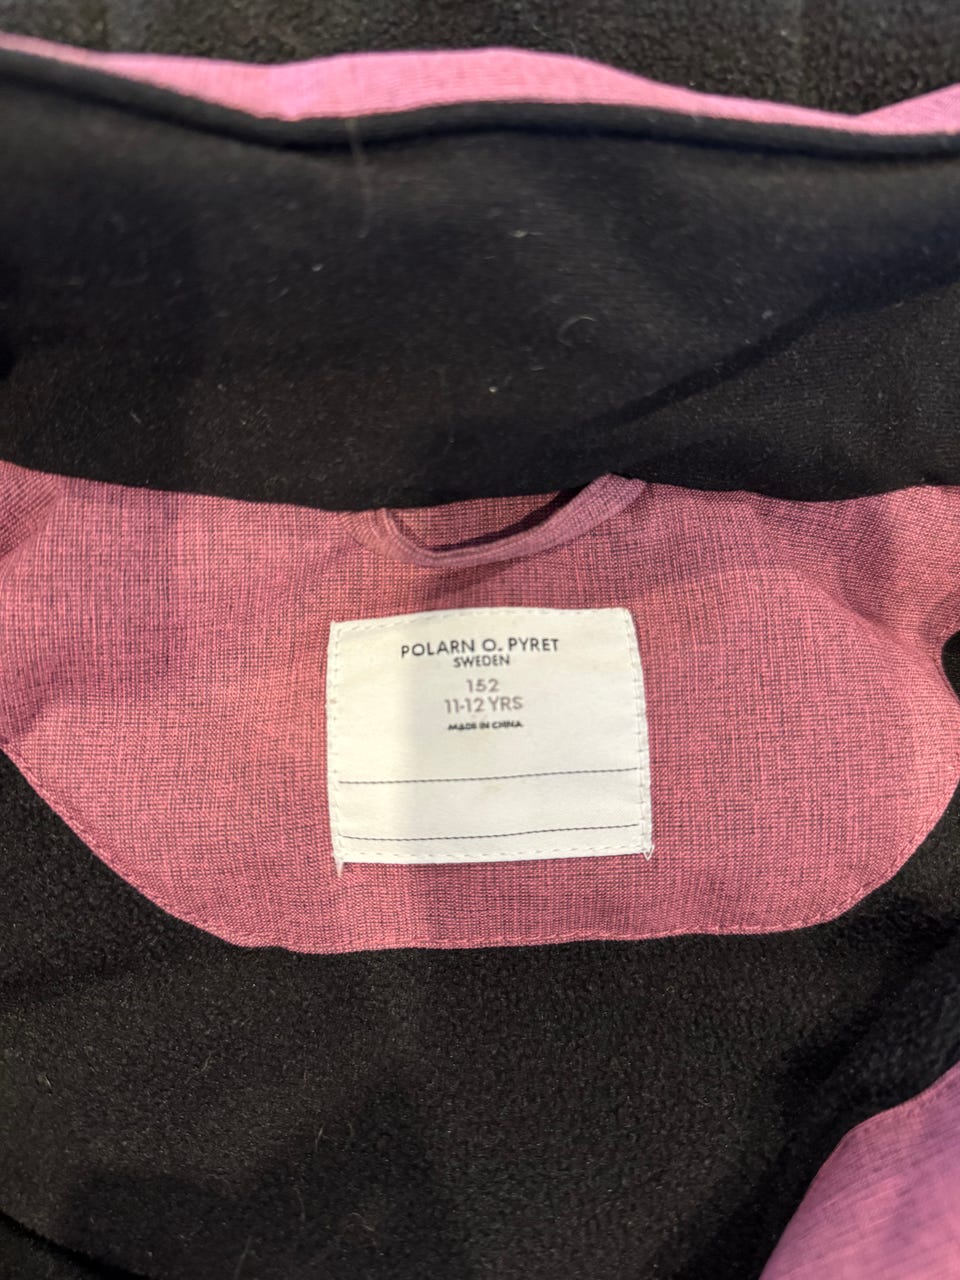 POLARN O. PYRET
SWEDEN
152
11-12 YRS
MADE IN CHINA